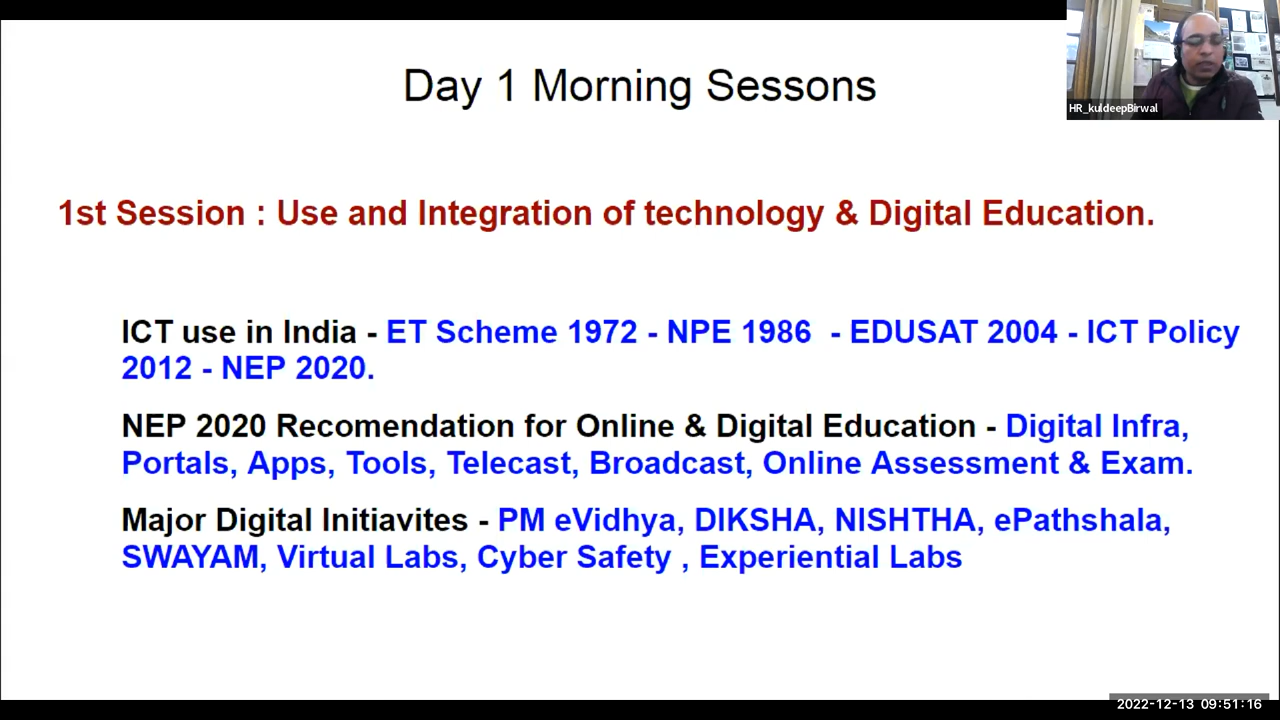 Day 1 Morning Sessons
HR_kuldeepBirwal
1st Session : Use and Integration of technology & Digital Education.
ICT use in India - ET Scheme 1972 - NPE 1986 - EDUSAT 2004 - ICT Policy
2012 - NEP 2020.
NEP 2020 Recomendation for Online & Digital Education - Digital Infra,
Portals, Apps, Tools, Telecast, Broadcast, Online Assessment & Exam.
Major Digital Initiavites - PM eVidhya, DIKSHA, NISHTHA, ePathshala,
SWAYAM, Virtual Labs, Cyber Safety , Experiential Labs
2022-12-13 09:51:16